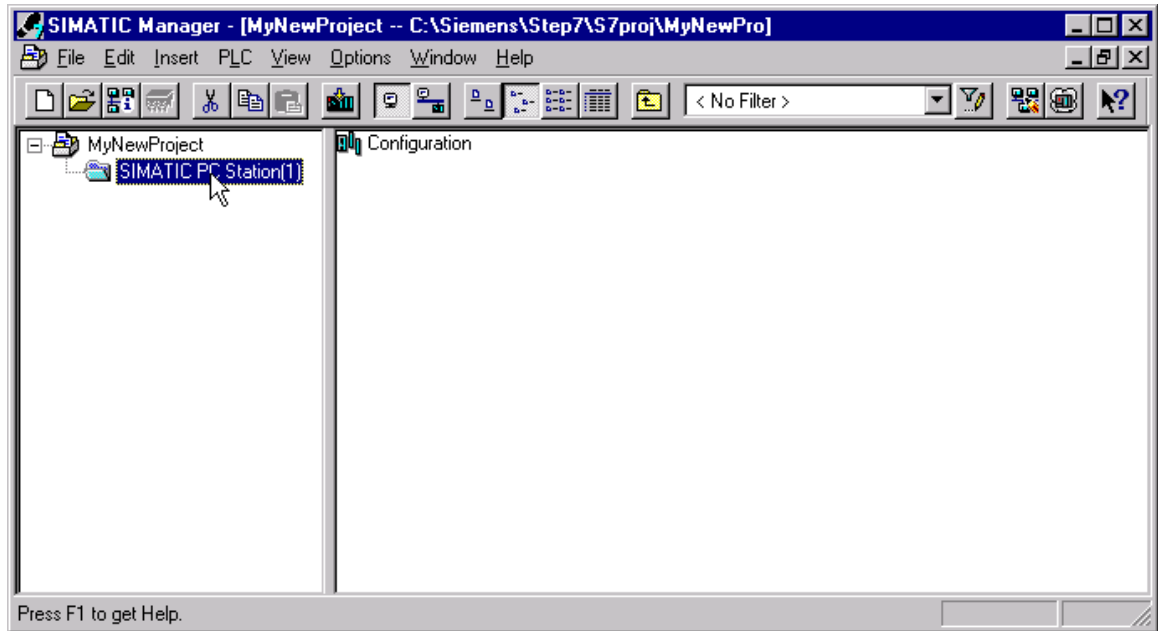 SIMATIC Manager - [MyNewProject -- C:\Siemens\Step7\S7proj\MyNewPro]
File Edit Insert PLC View Options Window Help
< No Filter >
MyNewProject
SIMATIC PC Station(1)
Configuration
Press F1 to get Help.